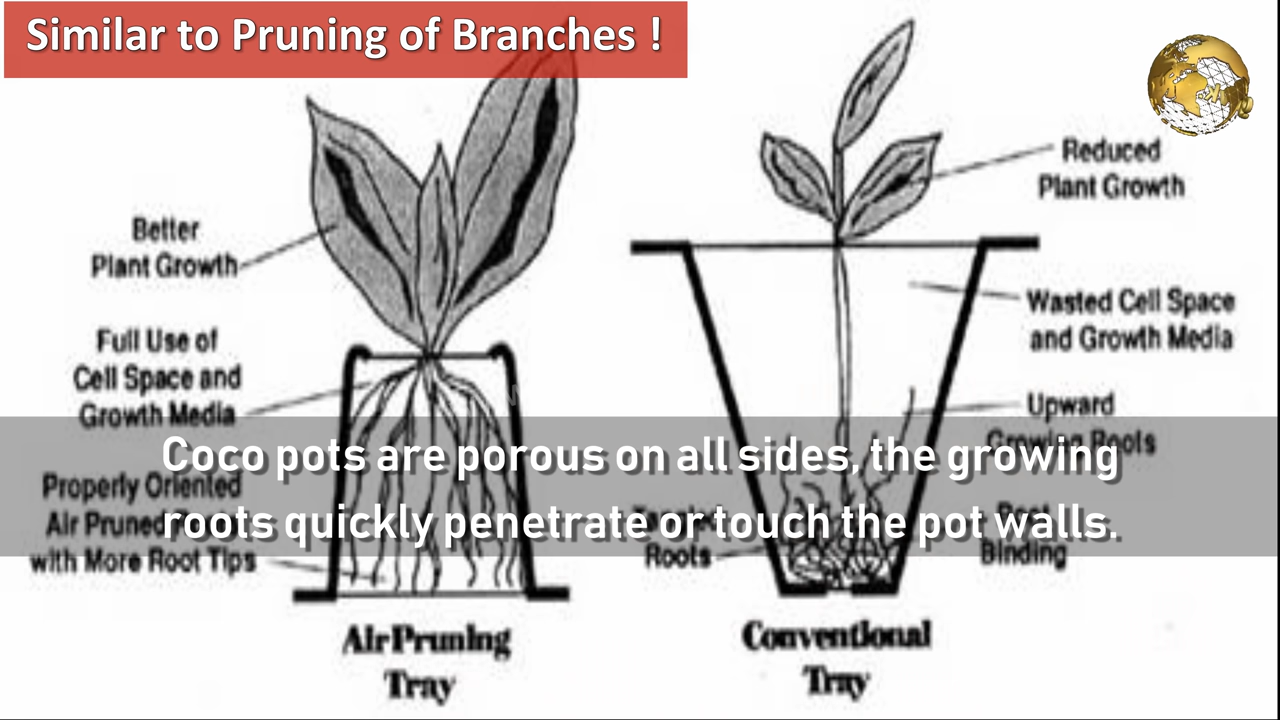 Similar to Pruning of Branches !
Better
Plant Growth
Full Use of
Cell Space and
Growth Media
Properly Oriented
Air Pruned
with More Root Tips
Air Pruning
Tray
Reduced
Plant Growth
Wasted Cell Space
and Growth Media
Upward
Growing Roots
Roots
Binding
Conventional
Tray
Coco pots are porous on all sides, the growing
roots quickly penetrate or touch the pot walls.